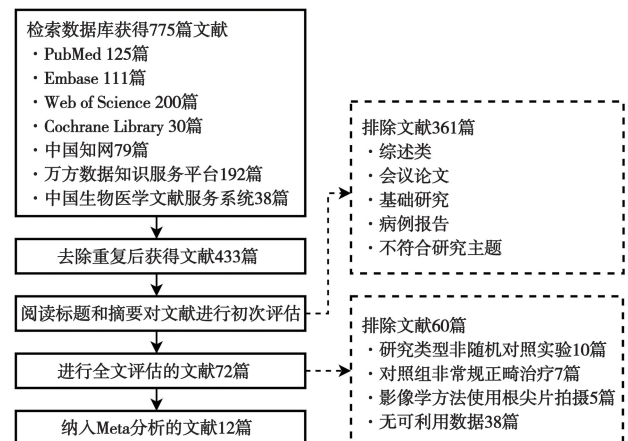 检索数据库获得775篇文献
· PubMed 125篇
· Embase 111篇
· Web of Science 200篇
· Cochrane Library 30篇
· 中国知网79篇
· 万方数据知识服务平台192篇
· 中国生物医学文献服务系统38篇
去除重复后获得文献433篇
阅读标题和摘要对文献进行初次评估
排除文献361篇
· 综述类
· 会议论文
· 基础研究
· 病例报告
· 不符合研究主题
进行全文评估的文献72篇
排除文献60篇
· 研究类型非随机对照实验10篇
· 对照组非常规正畸治疗7篇
· 影像学方法使用根尖片拍摄5篇
· 无可利用数据38篇
纳入Meta分析的文献12篇